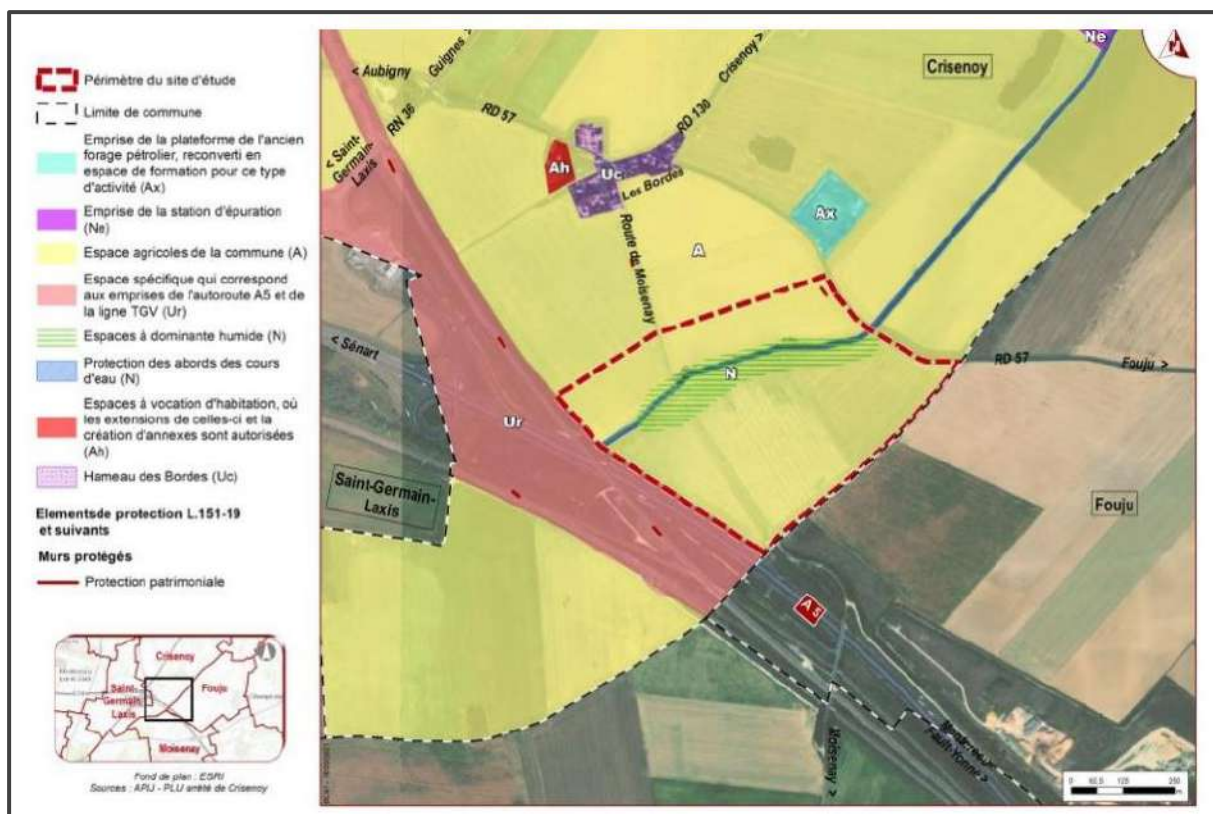 Périmètre du site d'étude
Limite de commune
Emprise de la plateforme de l'ancien
forage pétrolier, reconverti en
espace de formation pour ce type
d'activité (Ax)
Emprise de la station d'épuration
(Ne)
Espace agricoles de la commune (A)
Espace spécifique qui correspond
aux emprises de l'autoroute A5 et de
la ligne TGV (Ur)
Espaces à dominante humide (N)
Protection des abords des cours
d'eau (N)
Espaces à vocation d'habitation, où
les extensions de celles-ci et la
création d'annexes sont autorisées
(Ah)
Hameau des Bordes (Uc)
Elementsde protection L.151-19
et suivants
Murs protégés
Protection patrimoniale
Crisenoy
Saint-
Germain
Laxis
Fouju
Moisenay
Fond de plan : ESRI
Sources : APIJ - PLU arrêté de Crisenoy
Ne
N
< Aubigny
Guignes >
Crisenoy >
Crisenoy
RN 36
RD 57
RD 130
< Saint-
Germain-
Laxis
Ah
Uc
Les Bordes
Ax
Route de Moisenay
A
< Sénart
RD 57
Fouju >
N
Ur
Saint-Germain-
Laxis
Fouju
A 5
Moisenay >
0 62.5 125 250
m